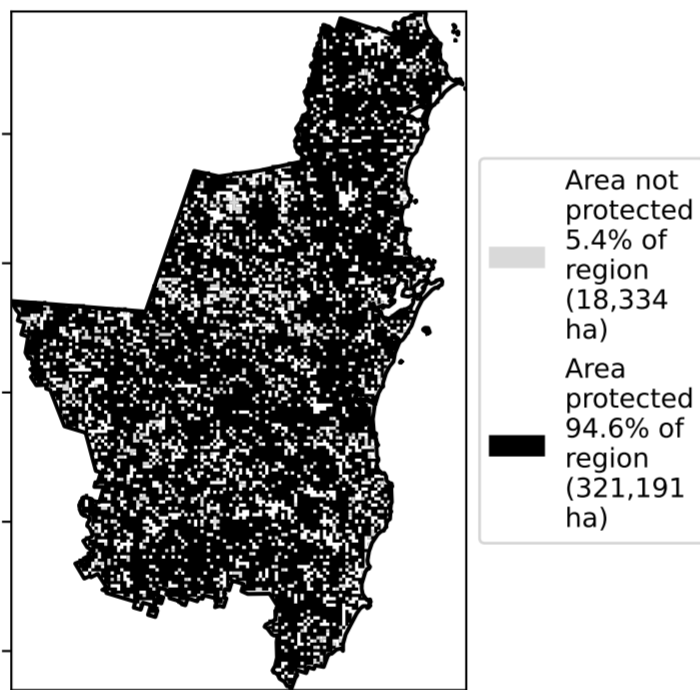 Area not
protected
5.4% of
region
(18,334
ha)
Area
protected
94.6% of
region
(321,191
ha)